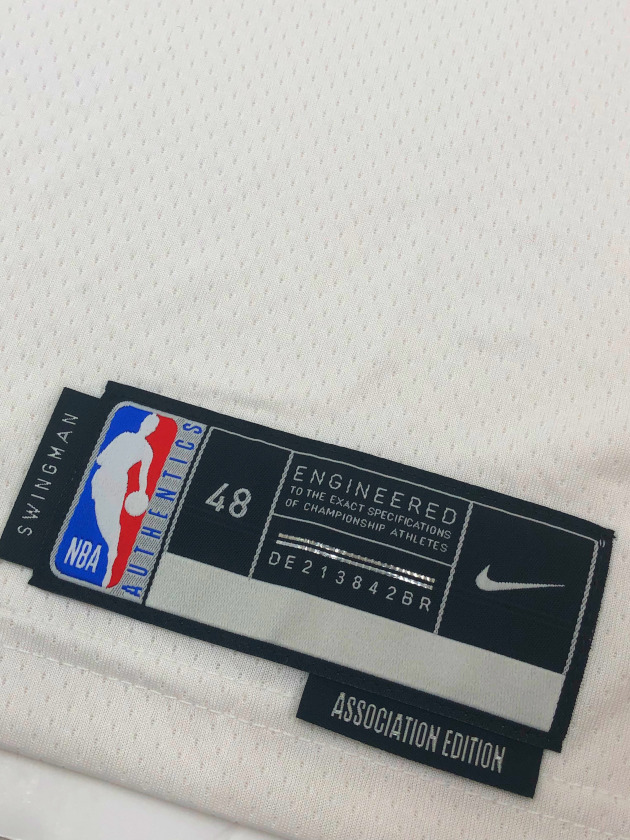 SWINGMAN
NBA
AUTHENTICS
48
ENGINEERED
TO THE EXACT SPECIFICATIONS
OF CHAMPIONSHIP ATHLETES
DE213842BR
ASSOCIATION EDITION